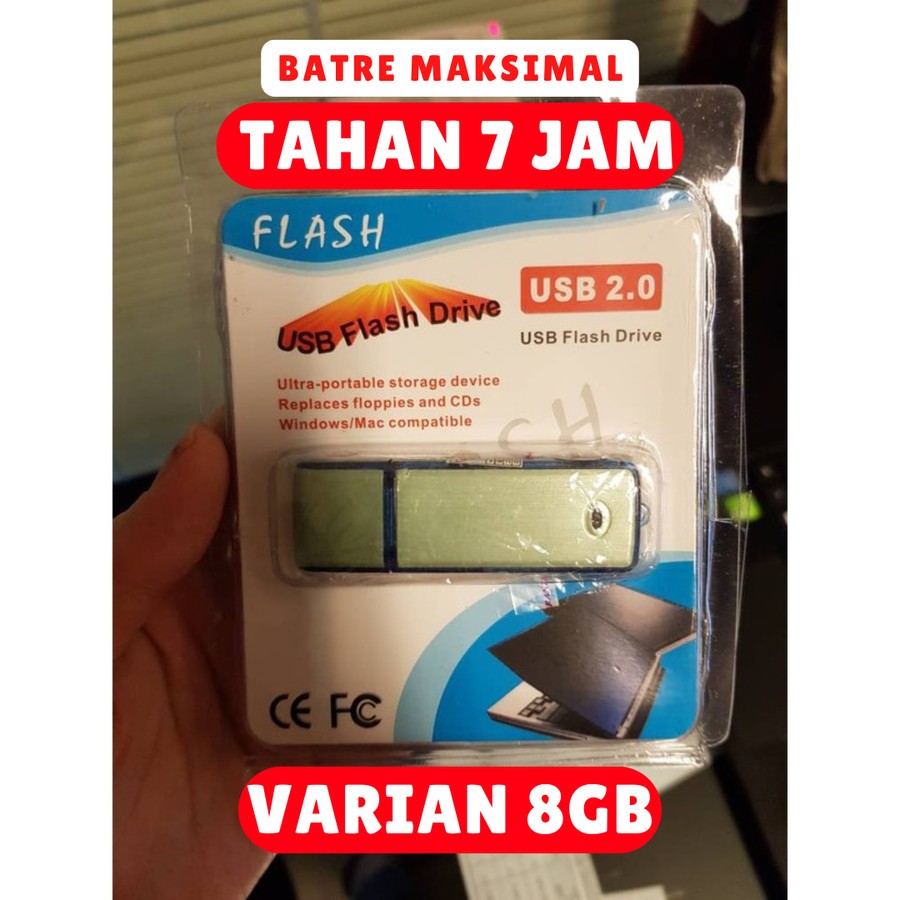 BATRE MAKSIMAL
TAHAN 7 JAM
FLASH
USB Flash Drive
USB 2.0
USB Flash Drive
Ultra-portable storage device
Replaces floppies and CDs
Windows/Mac compatible
SH
CE FC
VARIAN 8GB